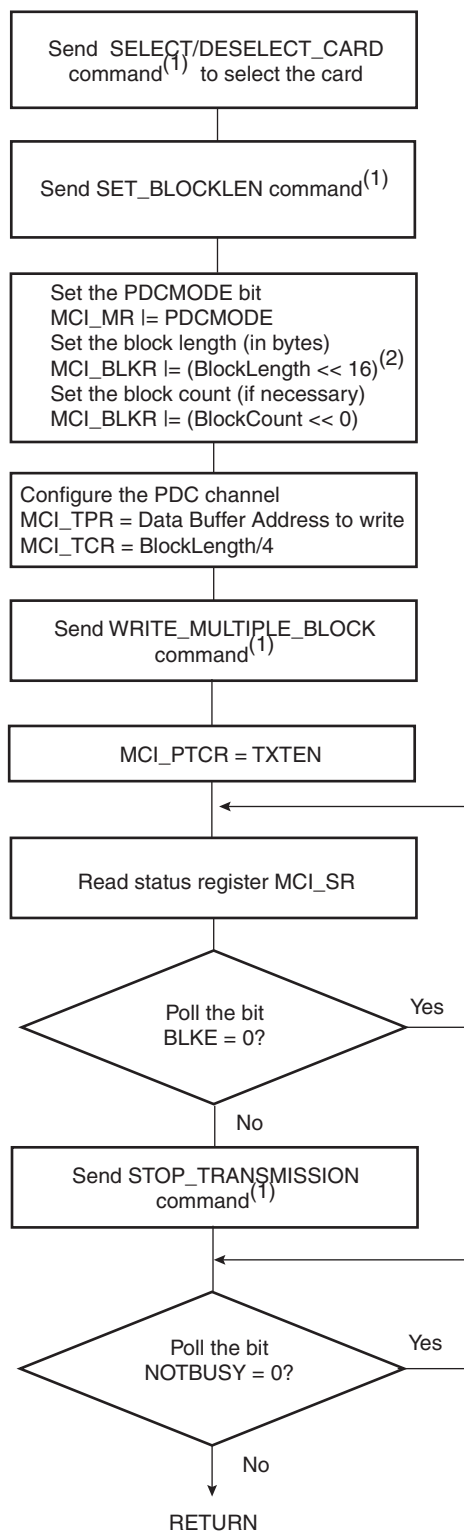 Send SELECT/DESELECT_CARD
command(1) to select the card
Send SET_BLOCKLEN command(1)
Set the PDCMODE bit
MCI_MR |= PDCMODE
Set the block length (in bytes)
MCI_BLKR |= (BlockLength << 16)(2)
Set the block count (if necessary)
MCI_BLKR |= (BlockCount << 0)
Configure the PDC channel
MCI_TPR = Data Buffer Address to write
MCI_TCR = BlockLength/4
Send WRITE_MULTIPLE_BLOCK
command(1)
MCI_PTCR = TXTEN
Read status register MCI_SR
Poll the bit
BLKE = 0?
Yes
No
Send STOP_TRANSMISSION
command(1)
Poll the bit
NOTBUSY = 0?
Yes
No
RETURN